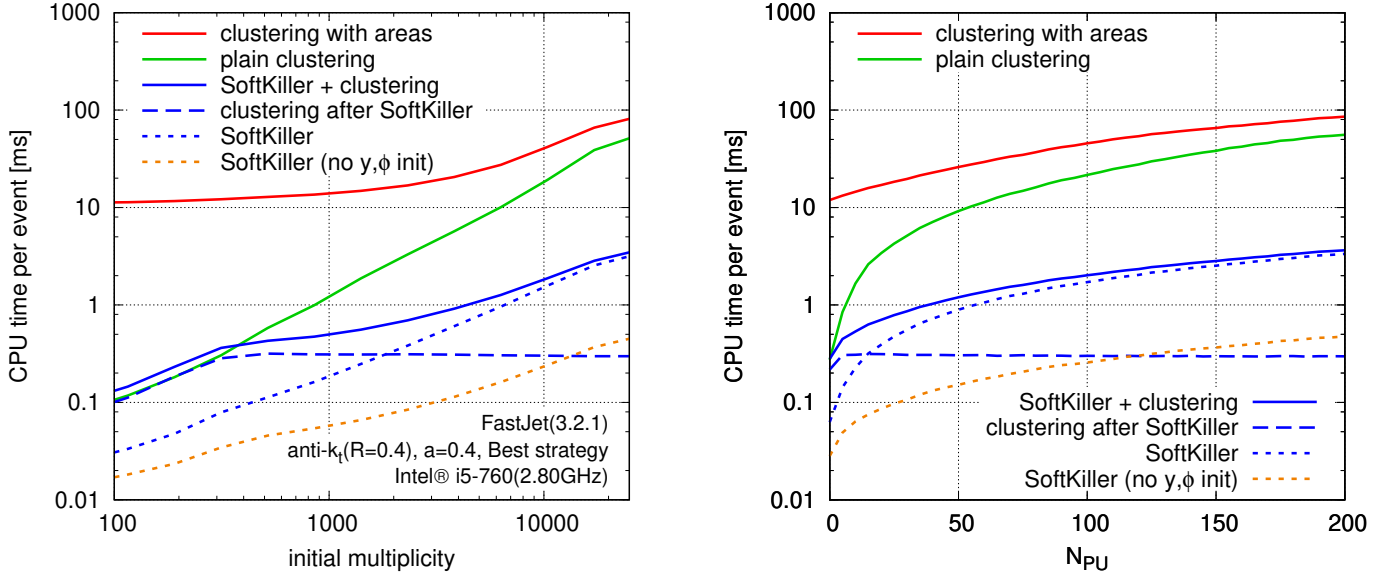 1000
100
10
1
0.1
0.01
CPU time per event [ms]
clustering with areas
plain clustering
SoftKiller + clustering
clustering after SoftKiller
SoftKiller
SoftKiller (no y,ϕ init)
FastJet(3.2.1)
anti-kt(R=0.4), a=0.4, Best strategy
Intel® i5-760(2.80GHz)
100
1000
10000
initial multiplicity
1000
100
10
1
0.1
0.01
CPU time per event [ms]
clustering with areas
plain clustering
SoftKiller + clustering
clustering after SoftKiller
SoftKiller
SoftKiller (no y,ϕ init)
0
50
100
150
200
NPU